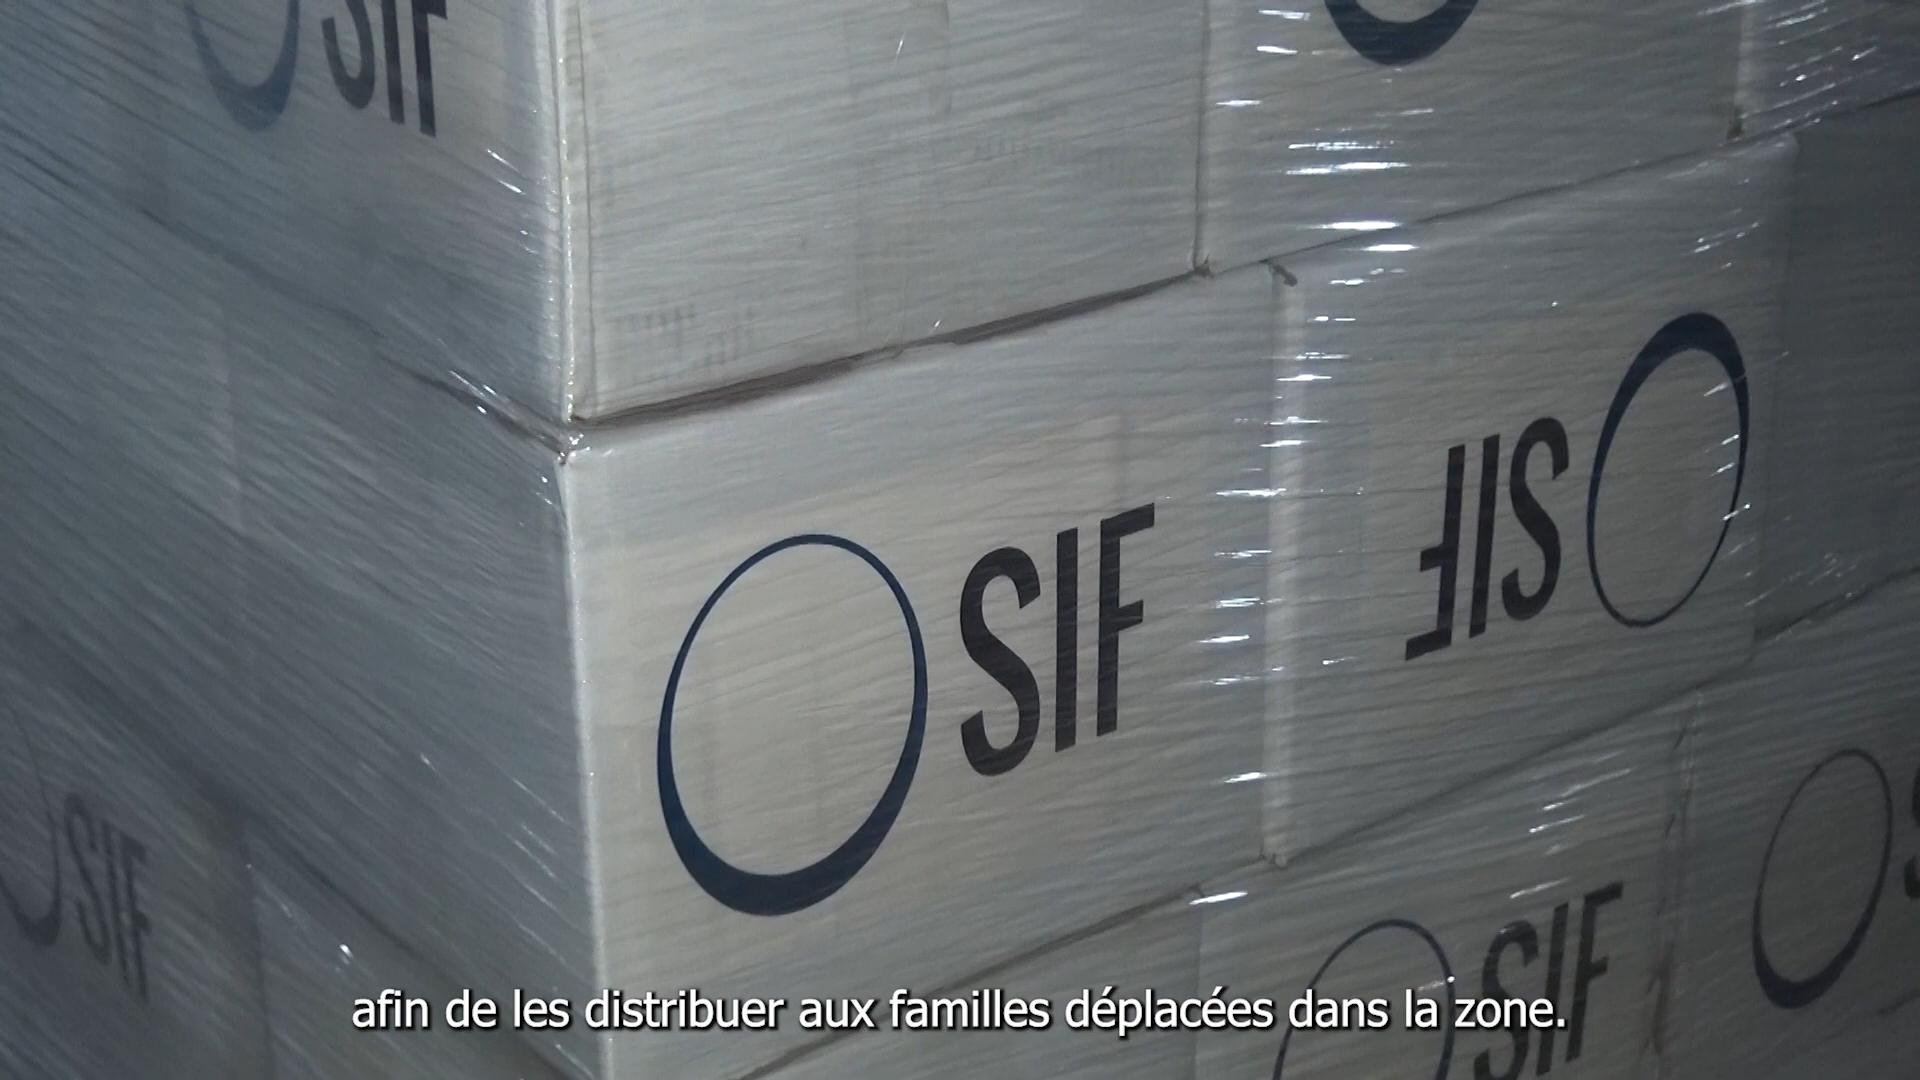 SIF
SIF
SIF
SIF
SIF
afin de les distribuer aux familles déplacées dans la zone.